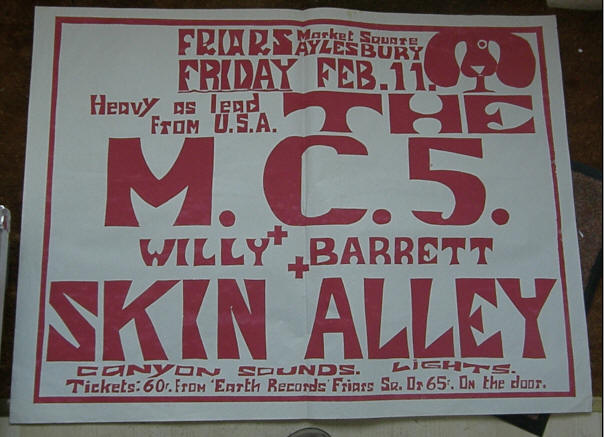 FRIARS Market Square AYLESBURY
FRIDAY FEB. 11.
Heavy as lead THE
From U.S.A.
M.C.5.
+
WILLY + BARRETT
SKIN ALLEY
CANYON SOUNDS. LIGHTS.
Tickets: 60p. From 'Earth Records' Friars Sq. Or 65p. On the door.